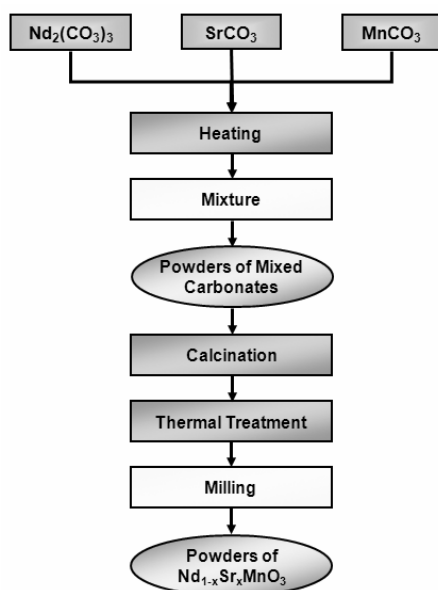 Nd₂(CO₃)₃
SrCO₃
MnCO₃
Heating
Mixture
Powders of Mixed
Carbonates
Calcination
Thermal Treatment
Milling
Powders of
Nd₁₋ₓSrₓMnO₃